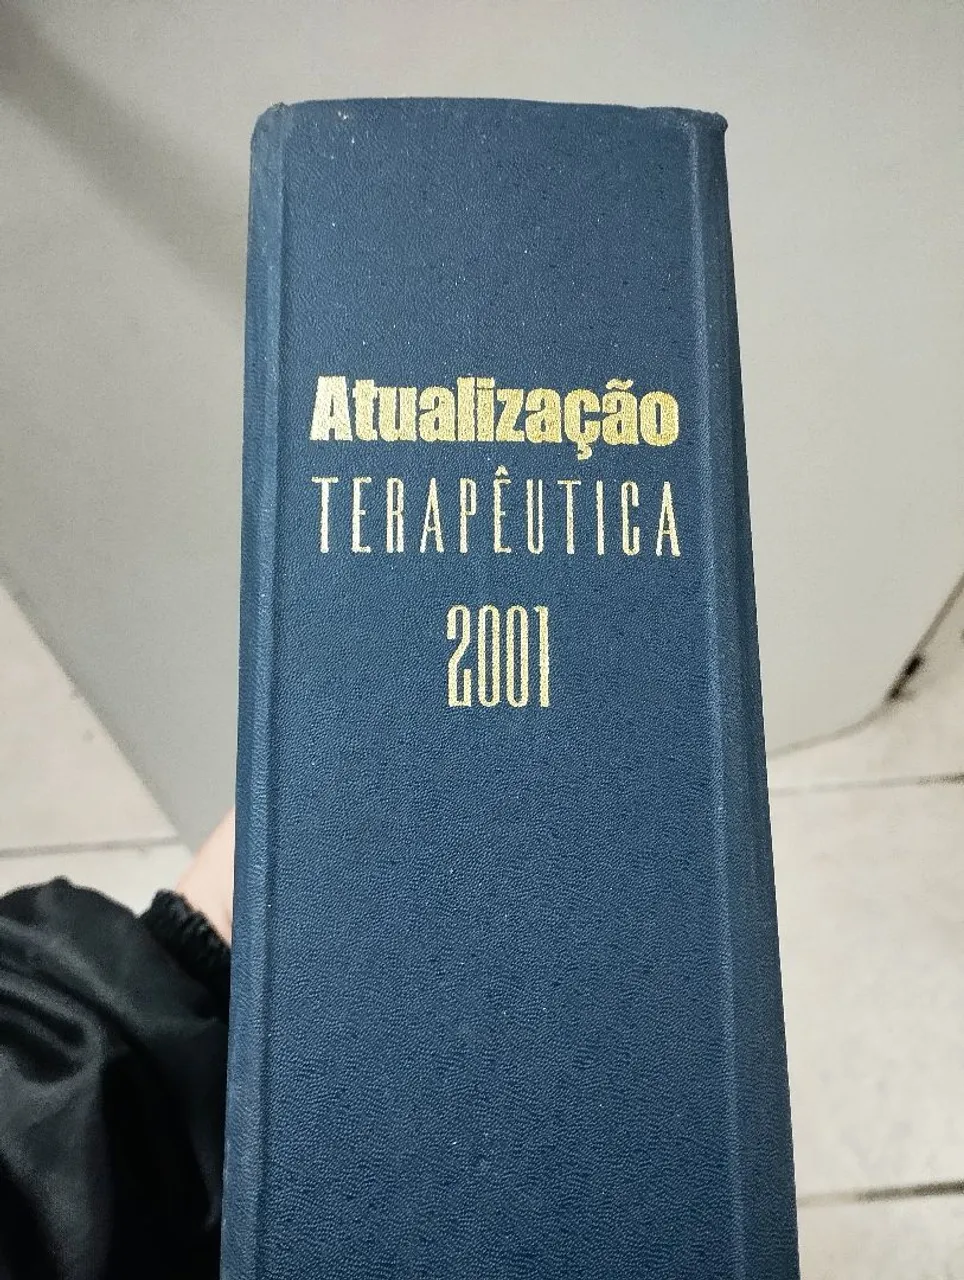 Atualização
TERAPÊUTICA
2001